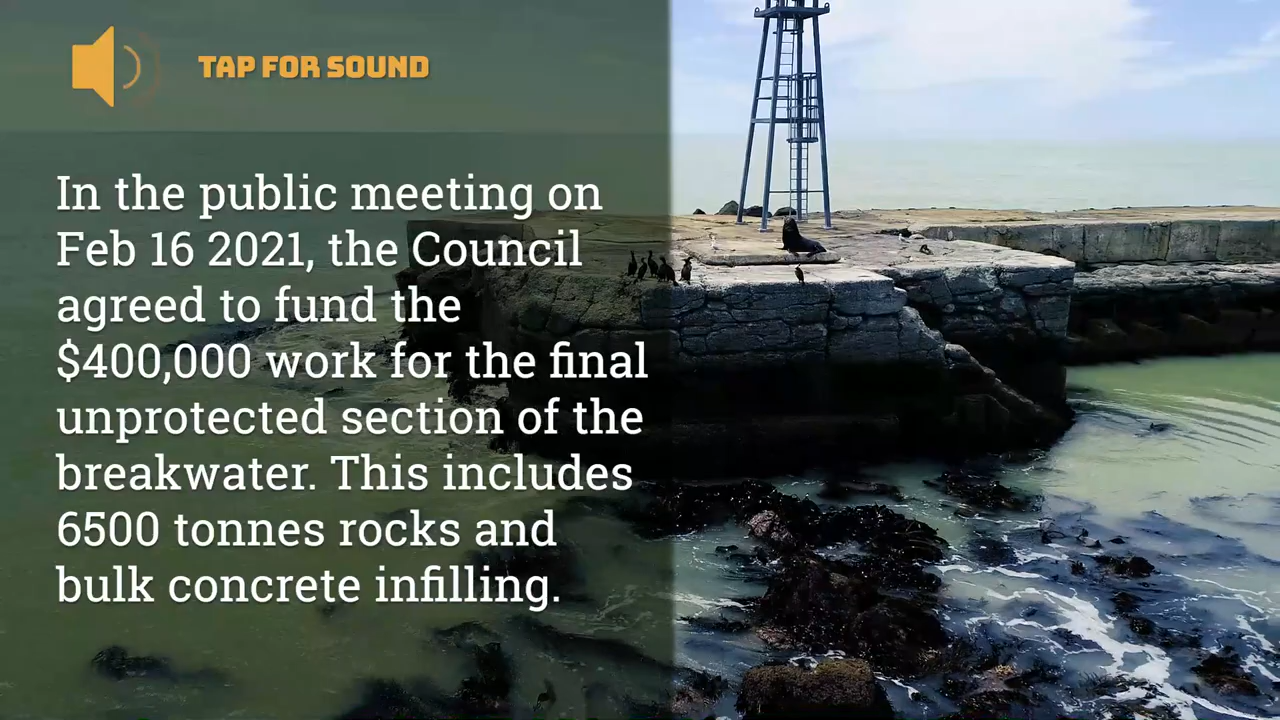 TAP FOR SOUND
In the public meeting on
Feb 16 2021, the Council
agreed to fund the
$400,000 work for the final
unprotected section of the
breakwater. This includes
6500 tonnes rocks and
bulk concrete infilling.